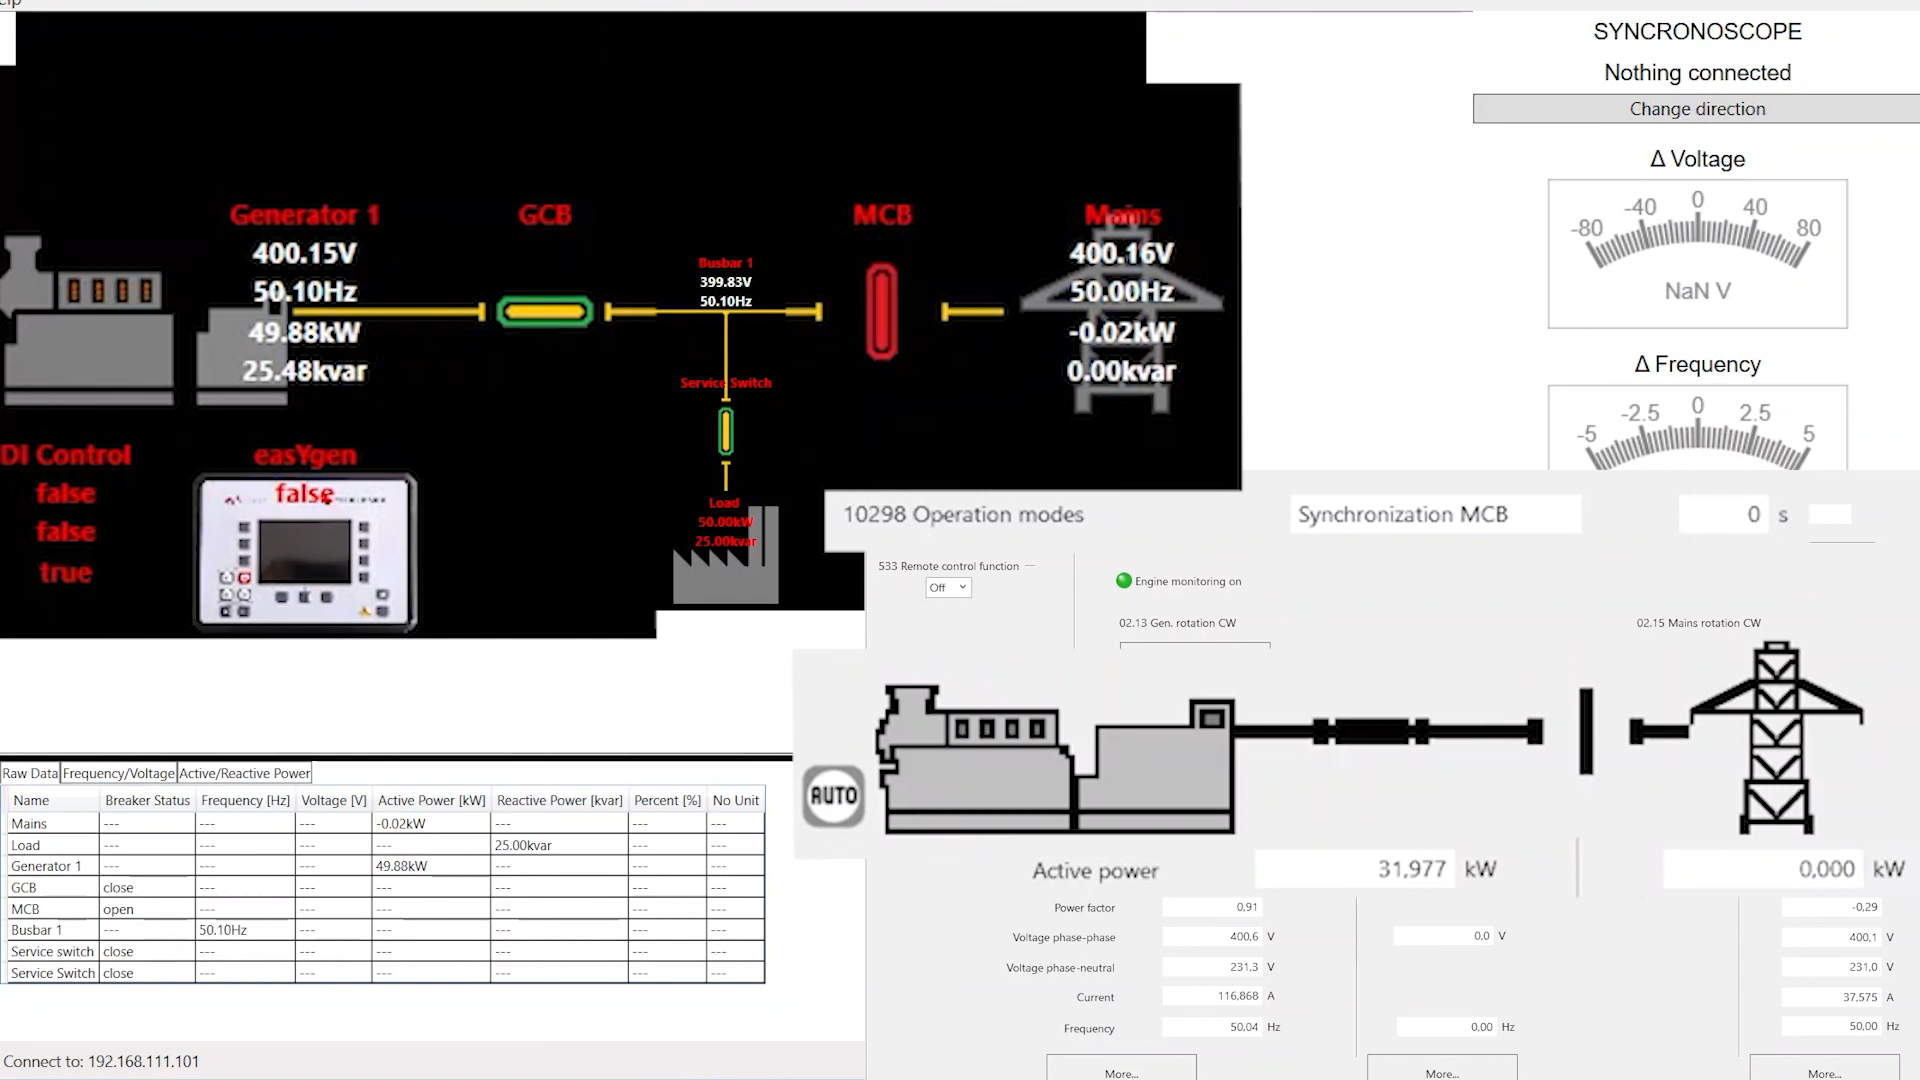 SYNCRONOSCOPE
Nothing connected
Change direction
Δ Voltage
-80 -40 0 40 80
NaN V
Δ Frequency
-5 -2.5 0 2.5 5
Generator 1
400.15V
50.10Hz
49.88kW
25.48kvar
GCB
Busbar 1
399.83V
50.10Hz
MCB
Mains
400.16V
50.00Hz
-0.02kW
0.00kvar
Service Switch
Load
50.00kW
25.00kvar
DI Control
false
false
true
easYgen
false
10298 Operation modes Synchronization MCB 0 s
533 Remote control function
Off
Engine monitoring on
02.13 Gen. rotation CW
02.15 Mains rotation CW
AUTO
Active power 31,977 kW 0,000 kW
Power factor 0,91 -0,29
Voltage phase-phase 400,6 V 0,0 V 400,1 V
Voltage phase-neutral 231,3 V 231,0 V
Current 116,868 A 37,575 A
Frequency 50,04 Hz 0,00 Hz 50,00 Hz
More... More... More...
Raw Data Frequency/Voltage Active/Reactive Power
Name Breaker Status Frequency [Hz] Voltage [V] Active Power [kW] Reactive Power [kvar] Percent [%] No Unit
Mains --- --- --- -0.02kW --- --- ---
Load --- --- --- --- 25.00kvar --- ---
Generator 1 --- --- --- 49.88kW --- --- ---
GCB close --- --- --- --- --- ---
MCB open --- --- --- --- --- ---
Busbar 1 --- 50.10Hz --- --- --- --- ---
Service switch close --- --- --- --- --- ---
Service Switch close --- --- --- --- --- ---
Connect to: 192.168.111.101